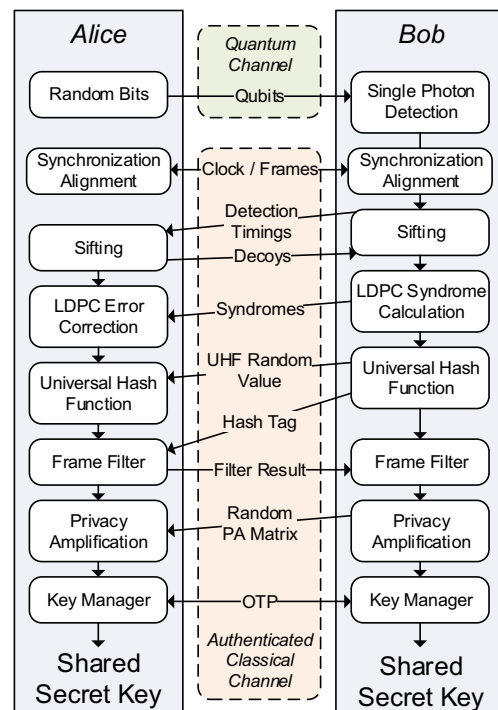 Alice
Quantum
Channel
Bob
Random Bits
Qubits
Single Photon
Detection
Synchronization
Alignment
Clock / Frames
Synchronization
Alignment
Detection
Timings
Sifting
Decoys
Sifting
LDPC Error
Correction
Syndromes
LDPC Syndrome
Calculation
Universal Hash
Function
UHF Random
Value
Universal Hash
Function
Hash Tag
Frame Filter
Filter Result
Frame Filter
Privacy
Amplification
Random
PA Matrix
Privacy
Amplification
Key Manager
OTP
Key Manager
Authenticated
Classical
Channel
Shared
Secret Key
Shared
Secret Key